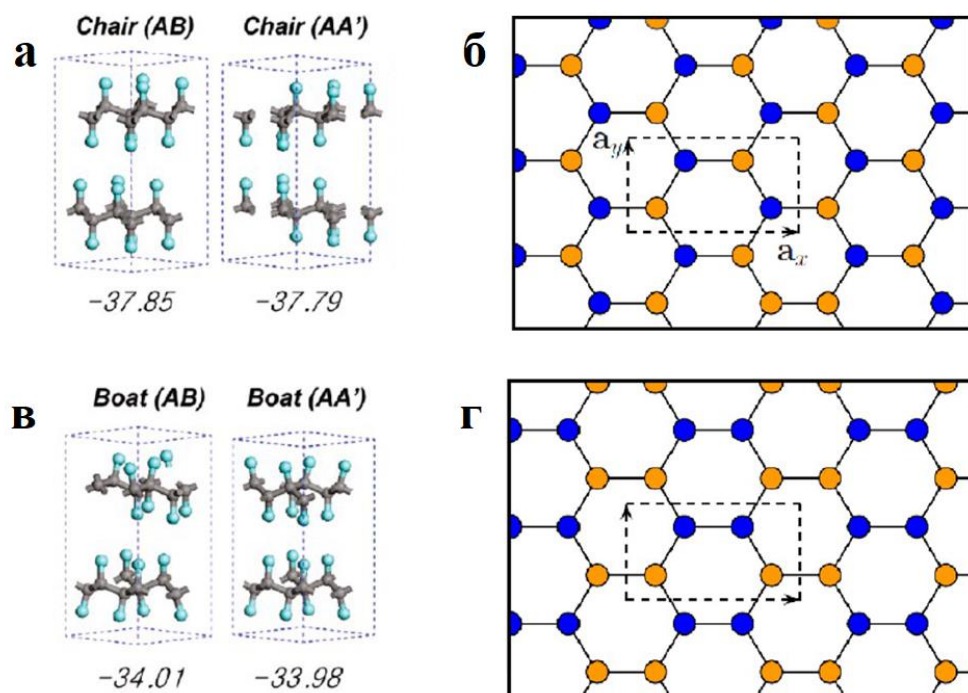 а
Chair (AB)
Chair (AA’)
-37.85
-37.79
б
a_y
a_x
в
Boat (AB)
Boat (AA’)
-34.01
-33.98
г